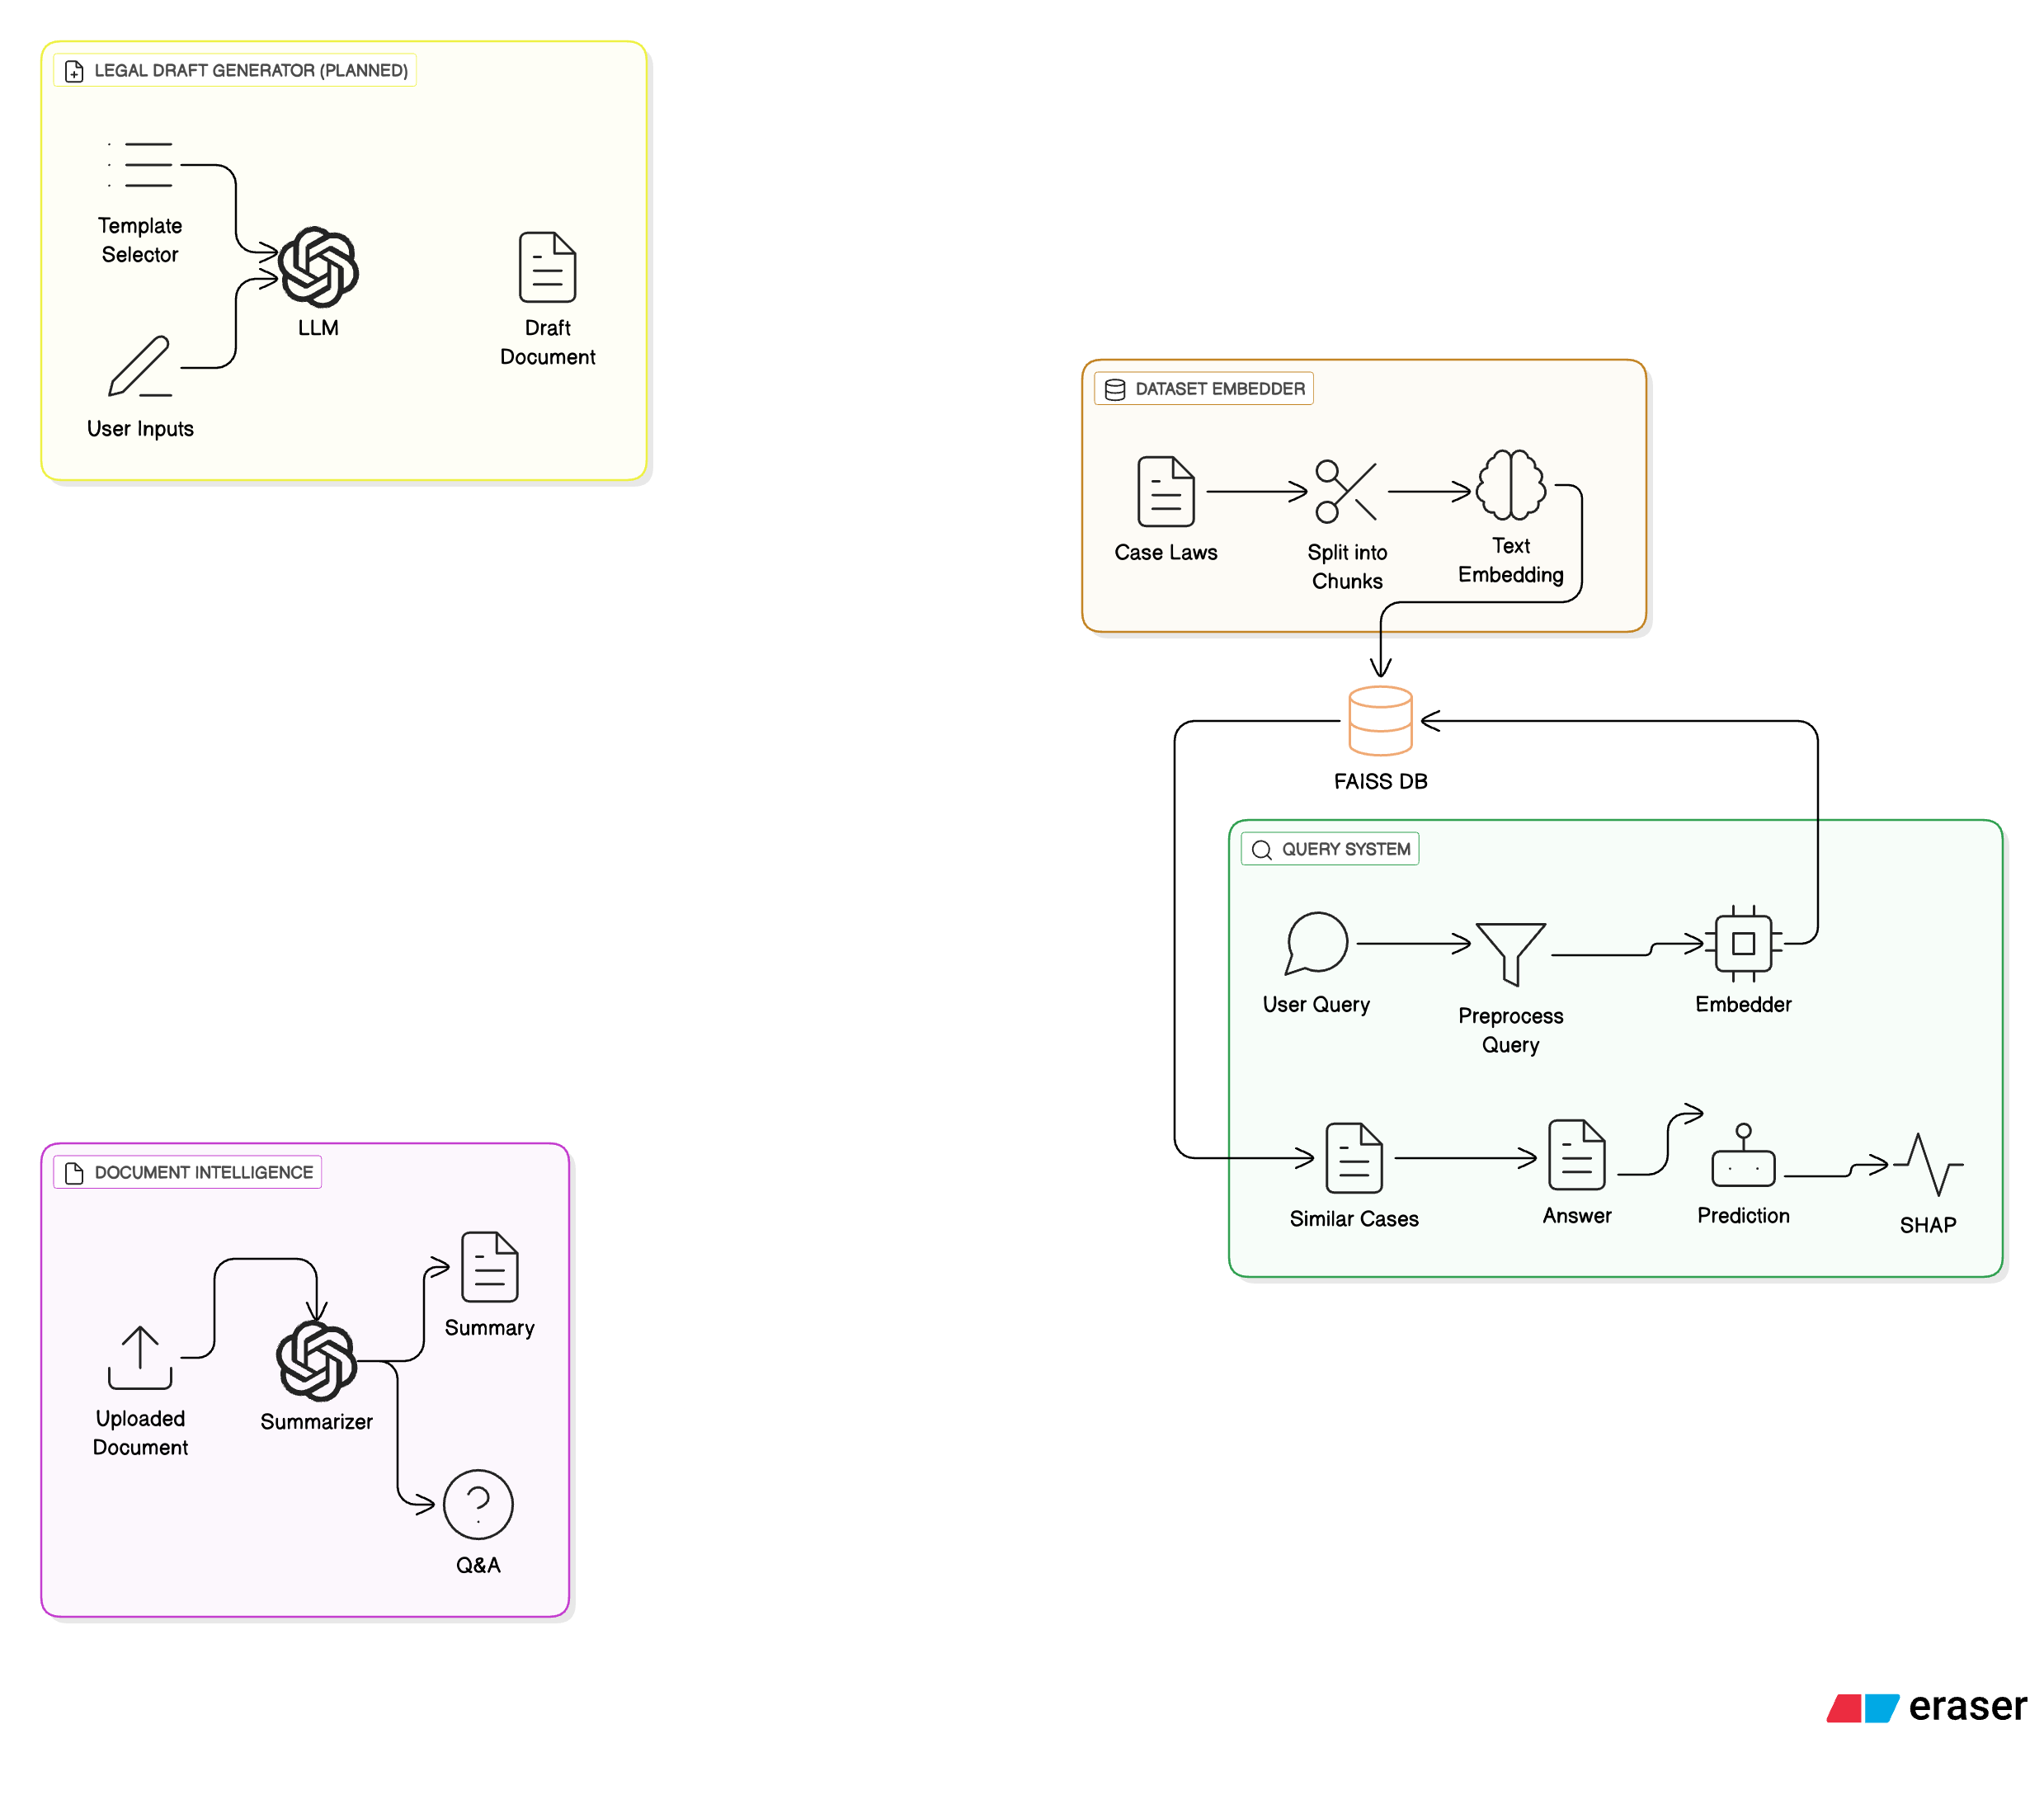 LEGAL DRAFT GENERATOR (PLANNED)
Template
Selector
LLM
Draft
Document
User Inputs
DATASET EMBEDDER
Case Laws
Split into
Chunks
Text
Embedding
FAISS DB
QUERY SYSTEM
User Query
Preprocess
Query
Embedder
Similar Cases
Answer
Prediction
SHAP
DOCUMENT INTELLIGENCE
Summary
Uploaded
Document
Summarizer
Q&A
eraser